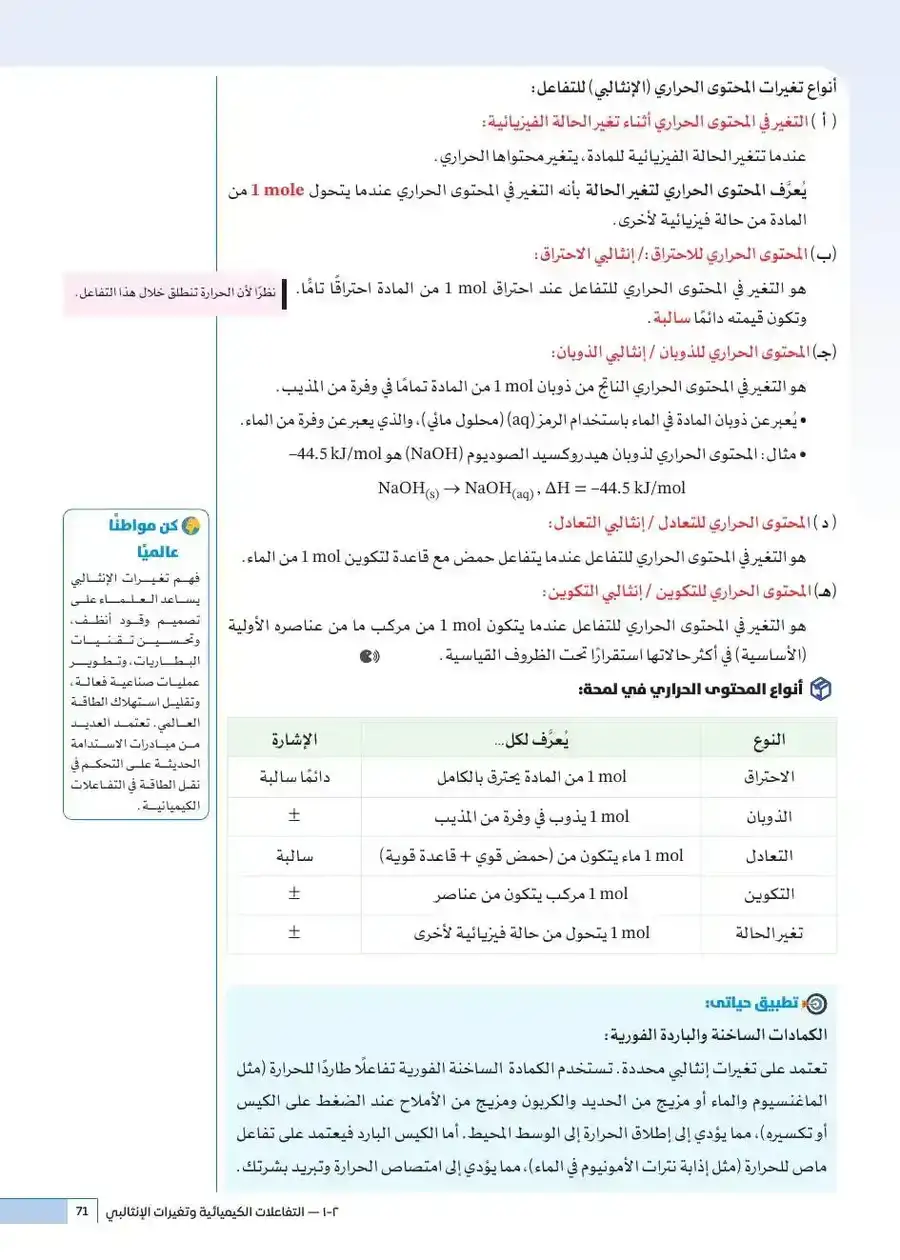 أنواع تغيرات المحتوى الحراري (الإنثالبي) للتفاعل:
( أ ) التغير في المحتوى الحراري أثناء تغير الحالة الفيزيائية:
عندما تتغير الحالة الفيزيائية للمادة، يتغير محتواها الحراري.
يُعرَّف المحتوى الحراري لتغير الحالة بأنه التغير في المحتوى الحراري عندما يتحول 1 mole من
المادة من حالة فيزيائية لأخرى.
(ب) المحتوى الحراري للاحتراق:/ إنثالبي الاحتراق:
هو التغير في المحتوى الحراري للتفاعل عند احتراق 1 mol من المادة احتراقًا تامًّا.
وتكون قيمته دائمًا سالبة.
نظرًا لأن الحرارة تنطلق خلال هذا التفاعل.
(جـ) المحتوى الحراري للذوبان / إنثالبي الذوبان:
هو التغير في المحتوى الحراري الناتج من ذوبان 1 mol من المادة تمامًا في وفرة من المذيب.
• يُعبر عن ذوبان المادة في الماء باستخدام الرمز (aq) (محلول مائي)، والذي يعبر عن وفرة من الماء.
• مثال: المحتوى الحراري لذوبان هيدروكسيد الصوديوم (NaOH) هو –44.5 kJ/mol
NaOH(s) → NaOH(aq) , ΔH = –44.5 kJ/mol
( د ) المحتوى الحراري للتعادل / إنثالبي التعادل:
هو التغير في المحتوى الحراري للتفاعل عندما يتفاعل حمض مع قاعدة لتكوين 1 mol من الماء.
(هـ) المحتوى الحراري للتكوين / إنثالبي التكوين:
هو التغير في المحتوى الحراري للتفاعل عندما يتكون 1 mol من مركب ما من عناصره الأولية
(الأساسية) في أكثر حالاتها استقرارًا تحت الظروف القياسية.
كن مواطنًا
عالميًا
فهم تغيرات الإنثالبي
يساعد العلماء على
تصميم وقود أنظف،
وتحسين تقنيات
البطاريات، وتطوير
عمليات صناعية فعالة،
وتقليل استهلاك الطاقة
العالمي. تعتمد العديد
من مبادرات الاستدامة
الحديثة على التحكم في
نقل الطاقة في التفاعلات
الكيميائية.
أنواع المحتوى الحراري في لمحة:
النوع يُعرَّف لكل... الإشارة
الاحتراق 1 mol من المادة يحترق بالكامل دائمًا سالبة
الذوبان 1 mol يذوب في وفرة من المذيب ±
التعادل 1 mol ماء يتكون من (حمض قوي + قاعدة قوية) سالبة
التكوين 1 mol مركب يتكون من عناصر ±
تغير الحالة 1 mol يتحول من حالة فيزيائية لأخرى ±
تطبيق حياتى:
الكمادات الساخنة والباردة الفورية:
تعتمد على تغيرات إنثالبي محددة. تستخدم الكمادة الساخنة الفورية تفاعلًا طاردًا للحرارة (مثل
الماغنسيوم والماء أو مزيج من الحديد والكربون ومزيج من الأملاح عند الضغط على الكيس
أو تكسيره)، مما يؤدي إلى إطلاق الحرارة إلى الوسط المحيط. أما الكيس البارد فيعتمد على تفاعل
ماص للحرارة (مثل إذابة نترات الأمونيوم في الماء)، مما يؤدي إلى امتصاص الحرارة وتبريد بشرتك.
٢-١ — التفاعلات الكيميائية وتغيرات الإنثالبي 71